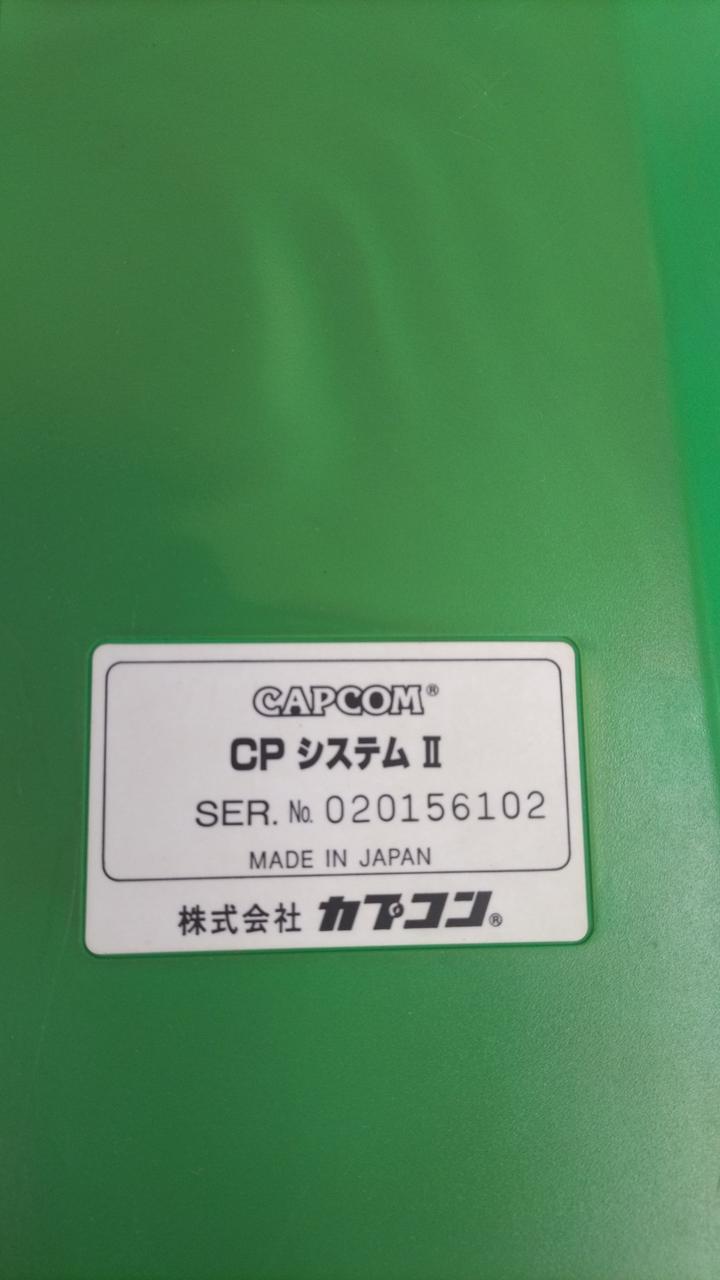 CAPCOM®
CP システム II
SER. № 020156102
MADE IN JAPAN
株式会社 カプコン®